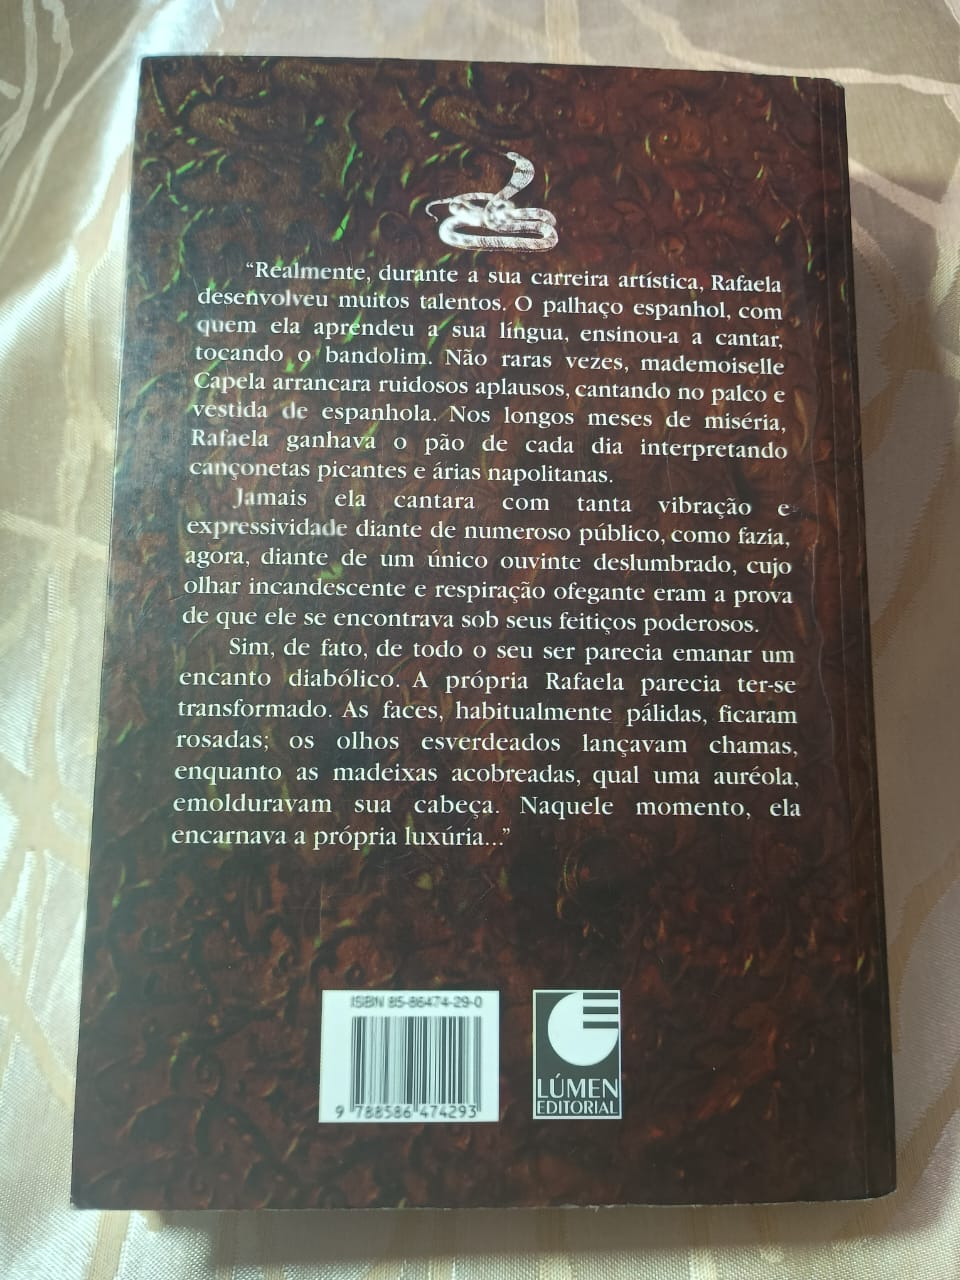 “Realmente, durante a sua carreira artística, Rafaela
desenvolveu muitos talentos. O palhaço espanhol, com
quem ela aprendeu a sua língua, ensinou-a a cantar,
tocando o bandolim. Não raras vezes, mademoiselle
Capela arrancara ruidosos aplausos, cantando no palco e
vestida de espanhola. Nos longos meses de miséria,
Rafaela ganhava o pão de cada dia interpretando
cançonetas picantes e árias napolitanas.
Jamais ela cantara com tanta vibração e
expressividade diante de numeroso público, como fazia,
agora, diante de um único ouvinte deslumbrado, cujo
olhar incandescente e respiração ofegante eram a prova
de que ele se encontrava sob seus feitiços poderosos.
Sim, de fato, de todo o seu ser parecia emanar um
encanto diabólico. A própria Rafaela parecia ter-se
transformado. As faces, habitualmente pálidas, ficaram
rosadas; os olhos esverdeados lançavam chamas,
enquanto as madeixas acobreadas, qual uma auréola,
emolduravam sua cabeça. Naquele momento, ela
encarnava a própria luxúria...”
ISBN 85-86474-29-0
9 788586 474293
LÚMEN
EDITORIAL